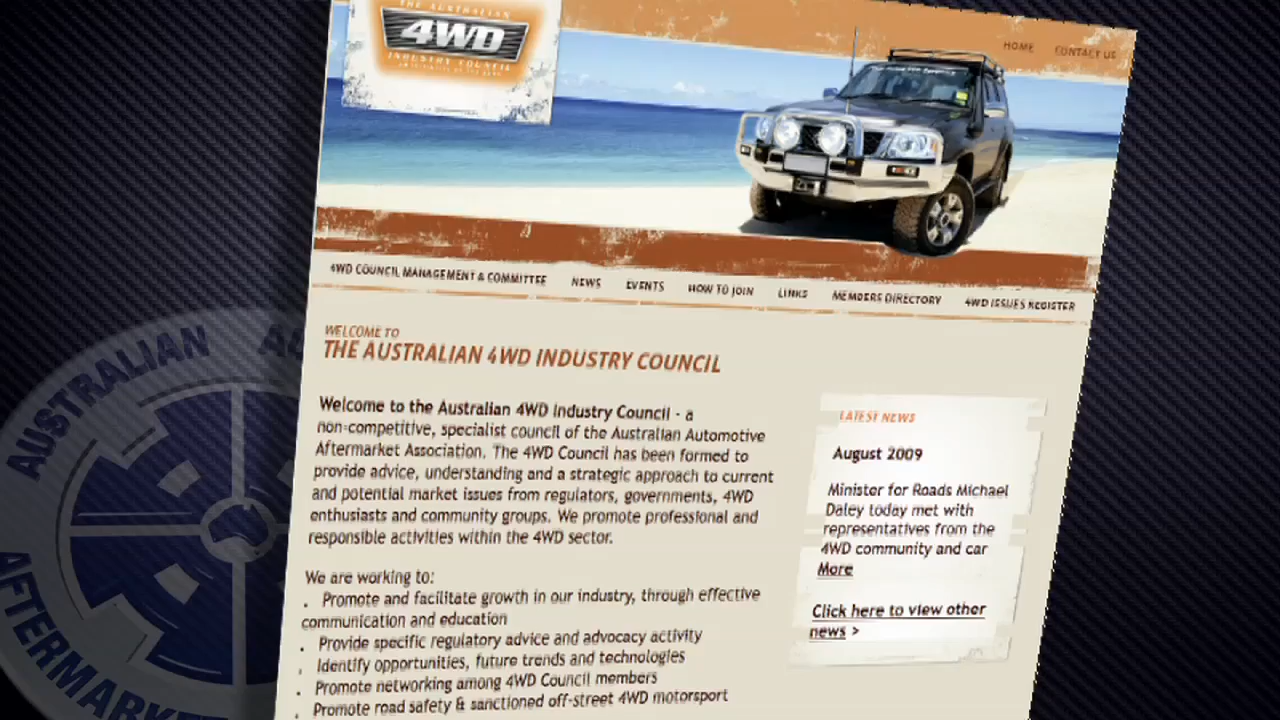 THE AUSTRALIAN
4WD
INDUSTRY COUNCIL
HOME CONTACT US
4WD COUNCIL MANAGEMENT & COMMITTEE NEWS EVENTS HOW TO JOIN LINKS MEMBERS DIRECTORY 4WD ISSUES REGISTER
WELCOME TO
THE AUSTRALIAN 4WD INDUSTRY COUNCIL
Welcome to the Australian 4WD Industry Council - a
non-competitive, specialist council of the Australian Automotive
Aftermarket Association. The 4WD Council has been formed to
provide advice, understanding and a strategic approach to current
and potential market issues from regulators, governments, 4WD
enthusiasts and community groups. We promote professional and
responsible activities within the 4WD sector.
We are working to:
. Promote and facilitate growth in our industry, through effective
communication and education
. Provide specific regulatory advice and advocacy activity
. Identify opportunities, future trends and technologies
. Promote networking among 4WD Council members
. Promote road safety & sanctioned off-street 4WD motorsport
LATEST NEWS
August 2009
Minister for Roads Michael
Daley today met with
representatives from the
4WD community and car
More
Click here to view other
news >
AUSTRALIAN